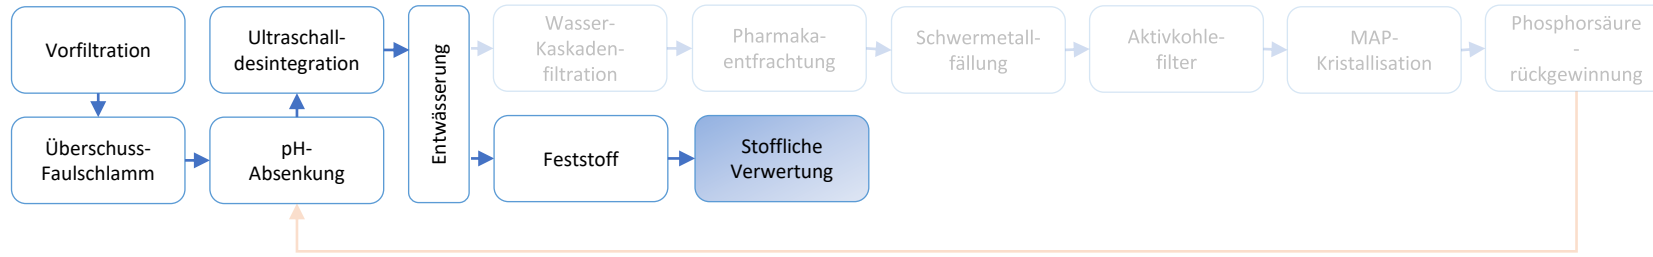 Vorfiltration
Überschuss-
Faulschlamm
pH-
Absenkung
Ultraschall-
desintegration
Entwässerung
Wasser-
Kaskaden-
filtration
Pharmaka-
entfrachtung
Schwermetall-
fällung
Aktivkohle-
filter
MAP-
Kristallisation
Phosphorsäure
-
rückgewinnung
Feststoff
Stoffliche
Verwertung